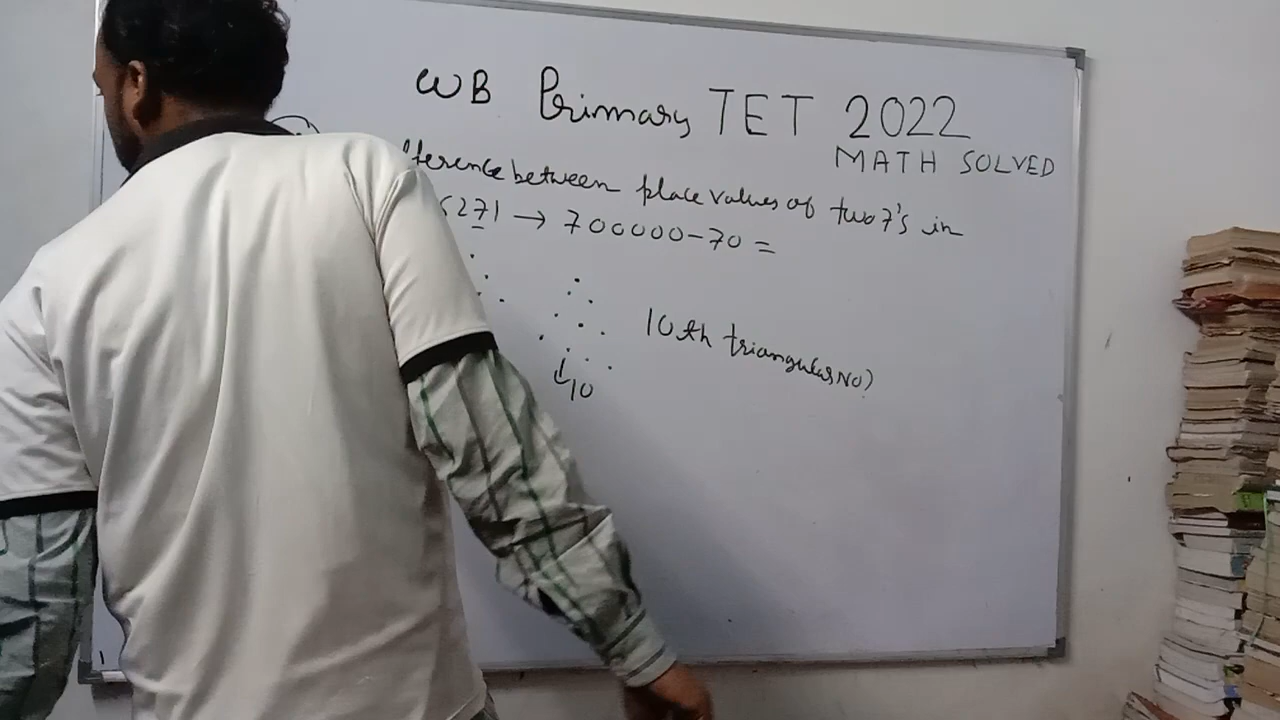 WB Primary TET 2022
MATH SOLVED
fference between place values of two 7's in
271 → 700000-70 =
10th triangular No)
10